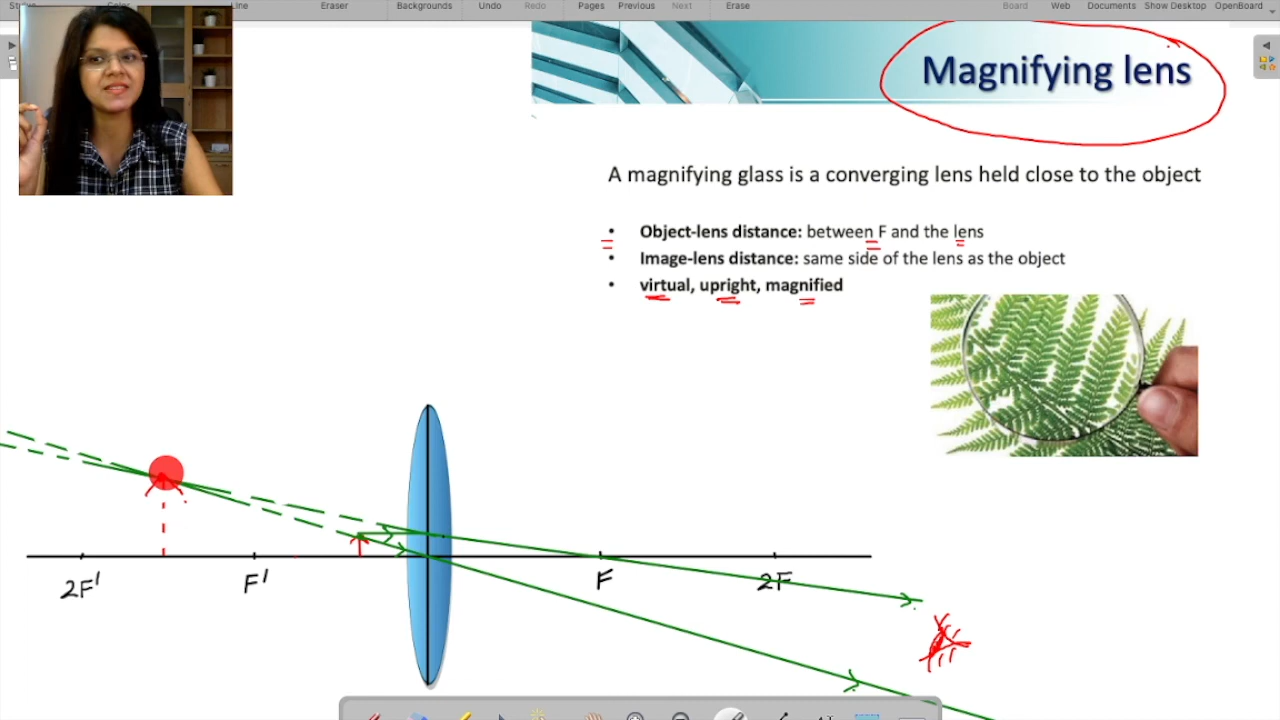 Color Line Eraser Backgrounds Undo Redo Pages Previous Next Erase Board Web Documents Show Desktop OpenBoard
Magnifying lens
A magnifying glass is a converging lens held close to the object
• Object-lens distance: between F and the lens
• Image-lens distance: same side of the lens as the object
• virtual, upright, magnified
2F' F' F 2F